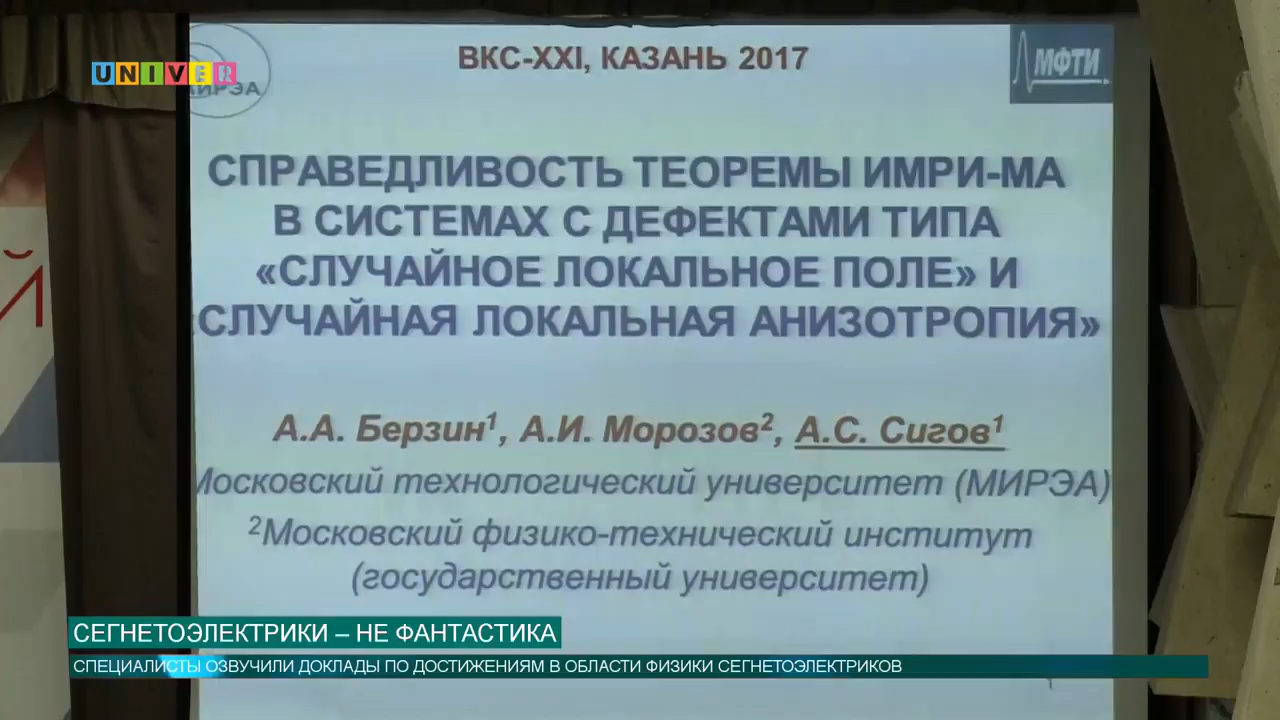 UNIVER
МИРЭА
ВКС-XXI, КАЗАНЬ 2017
МФТИ
СПРАВЕДЛИВОСТЬ ТЕОРЕМЫ ИМРИ-МА
В СИСТЕМАХ С ДЕФЕКТАМИ ТИПА
«СЛУЧАЙНОЕ ЛОКАЛЬНОЕ ПОЛЕ» И
СЛУЧАЙНАЯ ЛОКАЛЬНАЯ АНИЗОТРОПИЯ»
А.А. Берзин¹, А.И. Морозов², А.С. Сигов¹
Московский технологический университет (МИРЭА)
²Московский физико-технический институт
(государственный университет)
Й
СЕГНЕТОЭЛЕКТРИКИ – НЕ ФАНТАСТИКА
СПЕЦИАЛИСТЫ ОЗВУЧИЛИ ДОКЛАДЫ ПО ДОСТИЖЕНИЯМ В ОБЛАСТИ ФИЗИКИ СЕГНЕТОЭЛЕКТРИКОВ